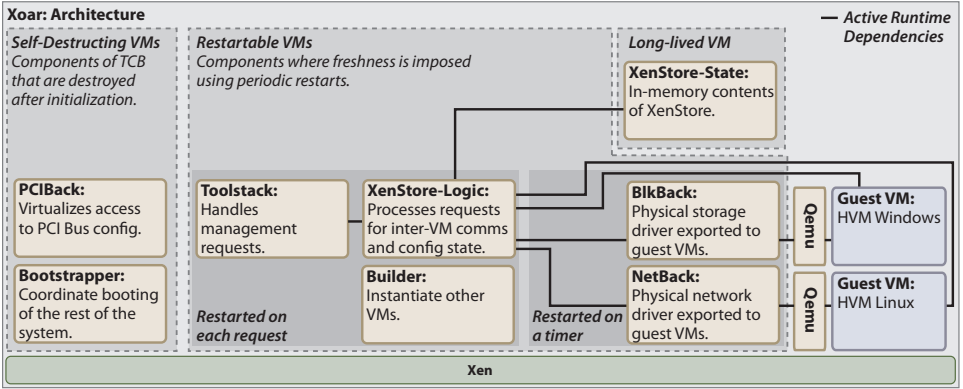 Xoar: Architecture
Active Runtime
Dependencies
Self-Destructing VMs
Components of TCB
that are destroyed
after initialization.
Restartable VMs
Components where freshness is imposed
using periodic restarts.
Long-lived VM
XenStore-State:
In-memory contents
of XenStore.
PCIBack:
Virtualizes access
to PCI Bus config.
Bootstrapper:
Coordinate booting
of the rest of the
system.
Toolstack:
Handles
management
requests.
XenStore-Logic:
Processes requests
for inter-VM comms
and config state.
Builder:
Instantiate other
VMs.
Restarted on
each request
Restarted on
a timer
BlkBack:
Physical storage
driver exported to
guest VMs.
NetBack:
Physical network
driver exported to
guest VMs.
Qemu
Guest VM:
HVM Windows
Qemu
Guest VM:
HVM Linux
Xen